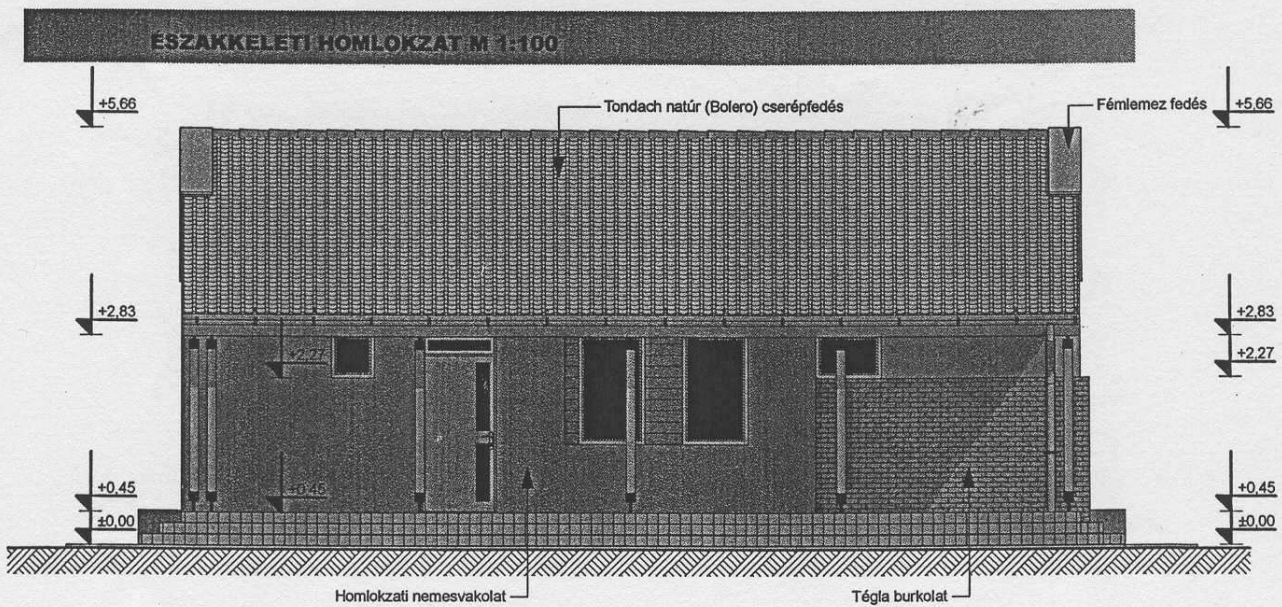 ÉSZAKKELETI HOMLOKZAT M 1:100
+5,66
Tondach natúr (Bolero) cserépfedés
Fémlemez fedés
+5,66
+2,83
+2,83
+2,27
+2,27
+0,45
+0,45
+0,45
±0,00
±0,00
Homlokzati nemesvakolat
Tégla burkolat